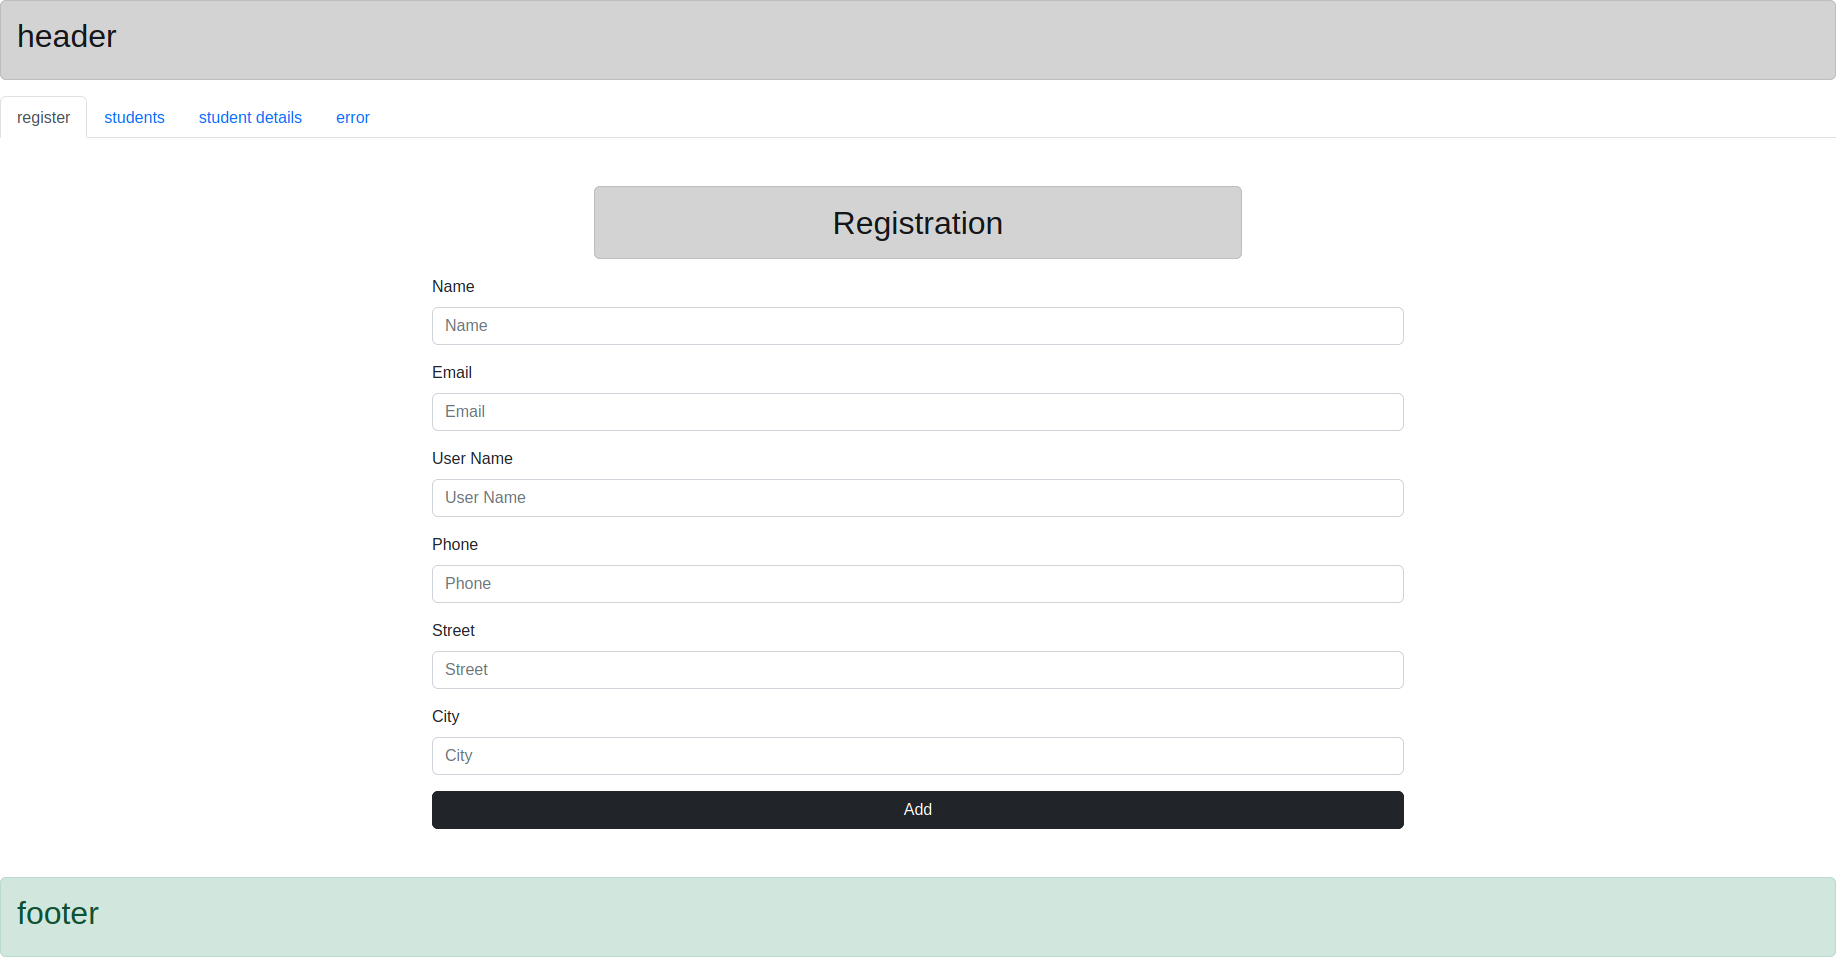 header
register students student details error
Registration
Name
Name
Email
Email
User Name
User Name
Phone
Phone
Street
Street
City
City
Add
footer